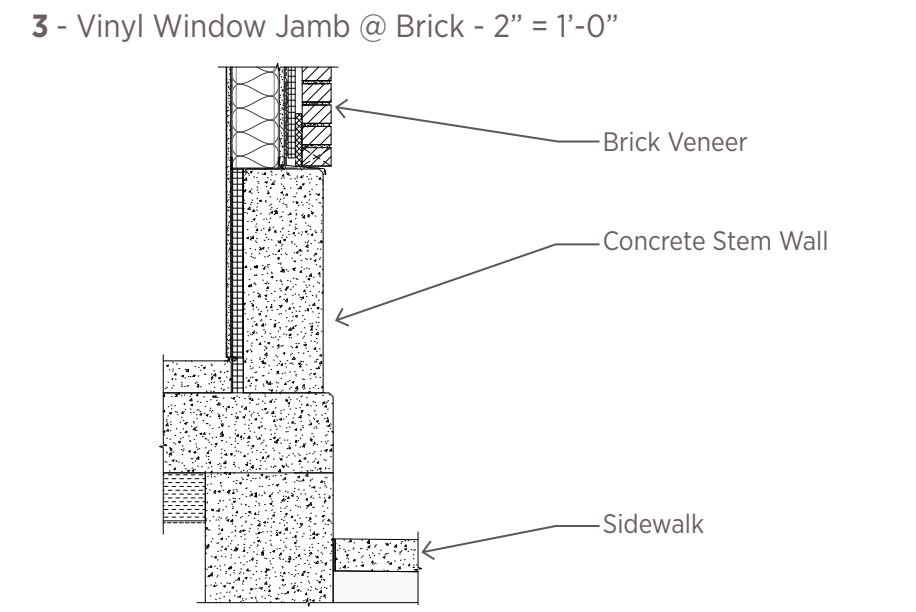 3 - Vinyl Window Jamb @ Brick - 2” = 1’-0”
Brick Veneer
Concrete Stem Wall
Sidewalk